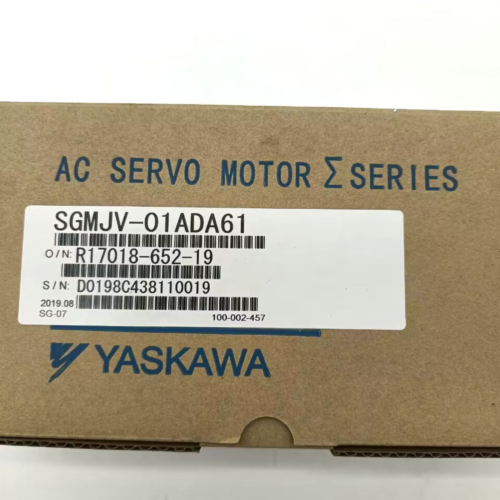 AC SERVO MOTOR Σ SERIES
SGMJV-01ADA61
O/N: R17018-652-19
S/N: D0198C438110019
2019.08
SG-07 100-002-457
YASKAWA